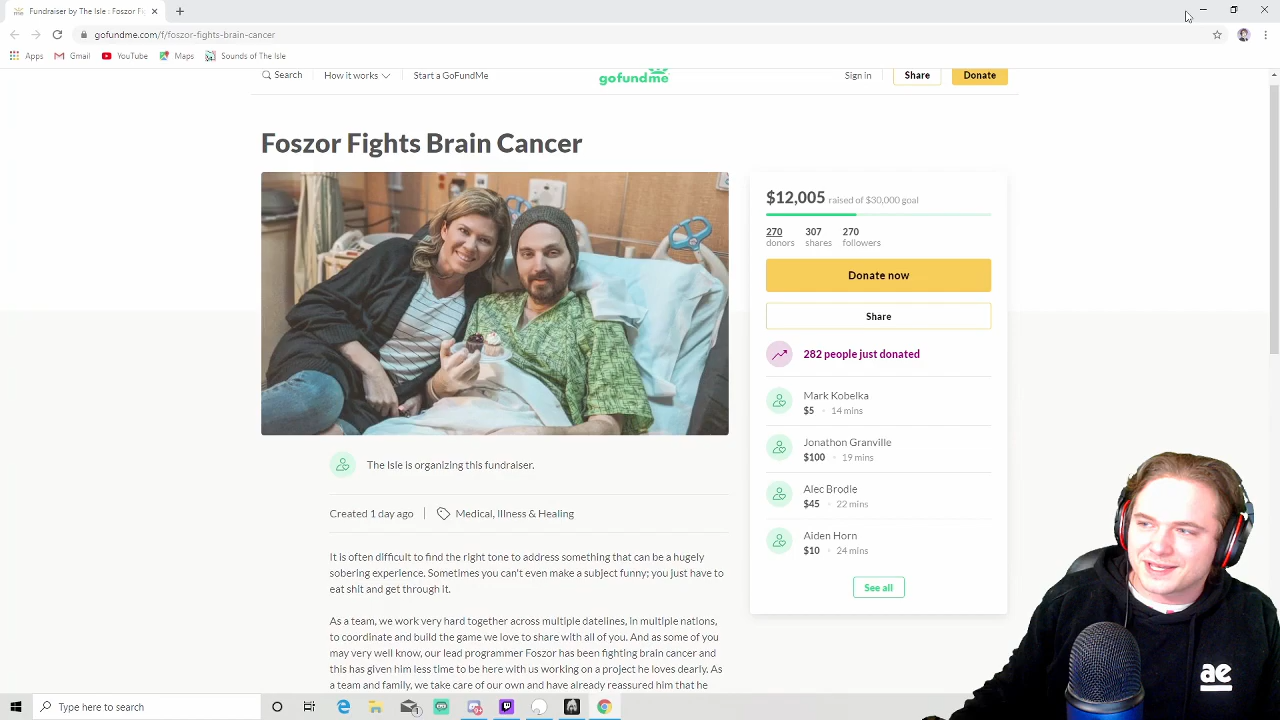 Fundraiser by The Isle : Foszor F
gofundme.com/f/foszor-fights-brain-cancer
Apps Gmail YouTube Maps Sounds of The Isle
Search How it works Start a GoFundMe gofundme Sign in Share Donate
Foszor Fights Brain Cancer
$12,005 raised of $30,000 goal
270 307 270
donors shares followers
Donate now
Share
282 people just donated
Mark Kobelka
$5 • 14 mins
Jonathon Granville
$100 • 19 mins
Alec Brodle
$45 • 22 mins
Aiden Horn
$10 • 24 mins
See all
The Isle is organizing this fundraiser.
Created 1 day ago | Medical, Illness & Healing
It is often difficult to find the right tone to address something that can be a hugely
sobering experience. Sometimes you can't even make a subject funny; you just have to
eat shit and get through it.
As a team, we work very hard together across multiple datelines, in multiple nations,
to coordinate and build the game we love to share with all of you. And as some of you
may very well know, our lead programmer Foszor has been fighting brain cancer and
this has given him less time to be here with us working on a project he loves dearly. As
a team and family, we take care of our own and have already reassured him that he
ae
Type here to search